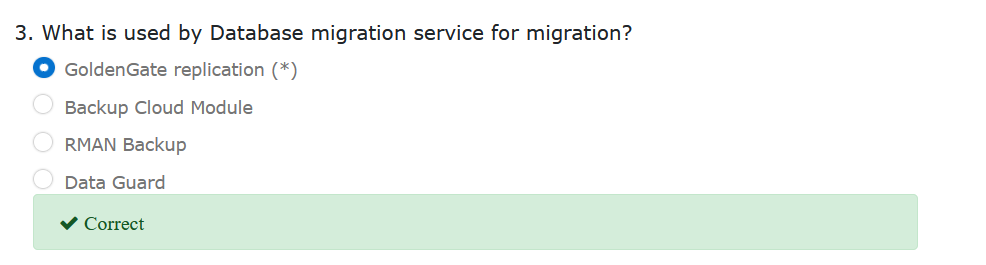 3. What is used by Database migration service for migration?
GoldenGate replication (*)
Backup Cloud Module
RMAN Backup
Data Guard
✔ Correct